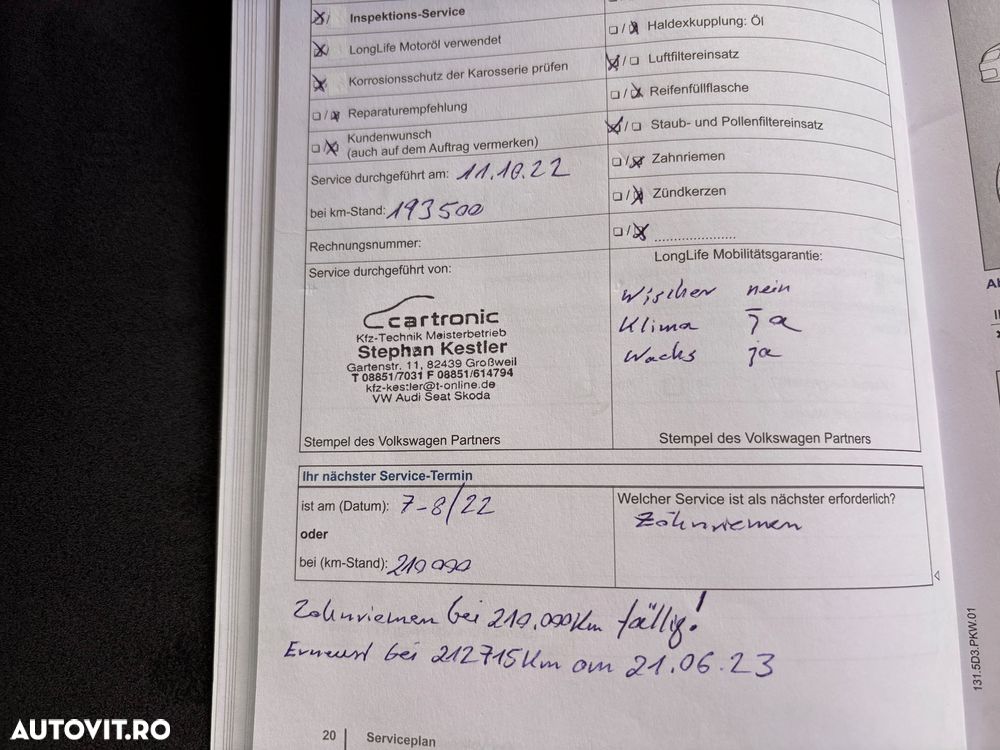 Inspektions-Service
LongLife Motoröl verwendet
Korrosionsschutz der Karosserie prüfen
Reparaturempfehlung
Kundenwunsch
(auch auf dem Auftrag vermerken)
Service durchgeführt am: 11.10.22
bei km-Stand: 193500
Rechnungsnummer:
Service durchgeführt von:
cartronic
Kfz-Technik Meisterbetrieb
Stephan Kestler
Gartenstr. 11, 82439 Großweil
T 08851/7031 F 08851/614794
kfz-kestler@t-online.de
VW Audi Seat Skoda
Stempel des Volkswagen Partners
Haldexkupplung: Öl
Luftfiltereinsatz
Reifenfüllflasche
Staub- und Pollenfiltereinsatz
Zahnriemen
Zündkerzen
....................
LongLife Mobilitätsgarantie:
Wischer nein
Klima ja
Wachs ja
Stempel des Volkswagen Partners
Ihr nächster Service-Termin
ist am (Datum): 7-8/22
oder
bei (km-Stand): 210 000
Welcher Service ist als nächster erforderlich?
Zahnriemen
Zahnriemen bei 210.000Km fällig!
Erneuert bei 212715Km am 21.06.23
20 Serviceplan
131.5D3.PKW.01
AUTOVIT.RO